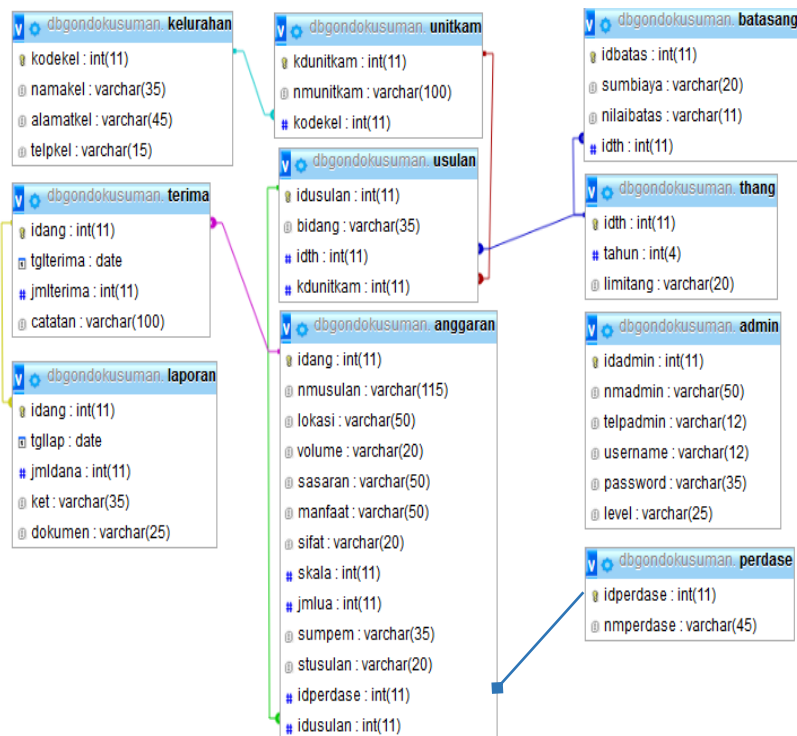 dbgondokusuman. kelurahan
kodekel : int(11)
namakel : varchar(35)
alamatkel : varchar(45)
telpkel : varchar(15)
dbgondokusuman. terima
idang : int(11)
tglterima : date
jmlterima : int(11)
catatan : varchar(100)
dbgondokusuman. laporan
idang : int(11)
tgllap : date
jmldana : int(11)
ket : varchar(35)
dokumen : varchar(25)
dbgondokusuman. unitkam
kdunitkam : int(11)
nmunitkam : varchar(100)
kodekel : int(11)
dbgondokusuman. usulan
idusulan : int(11)
bidang : varchar(35)
idth : int(11)
kdunitkam : int(11)
dbgondokusuman. anggaran
idang : int(11)
nmusulan : varchar(115)
lokasi : varchar(50)
volume : varchar(20)
sasaran : varchar(50)
manfaat : varchar(50)
sifat : varchar(20)
skala : int(11)
jmlua : int(11)
sumpem : varchar(35)
stusulan : varchar(20)
idperdase : int(11)
idusulan : int(11)
dbgondokusuman. batasang
idbatas : int(11)
sumbiaya : varchar(20)
nilaibatas : varchar(11)
idth : int(11)
dbgondokusuman. thang
idth : int(11)
tahun : int(4)
limitang : varchar(20)
dbgondokusuman. admin
idadmin : int(11)
nmadmin : varchar(50)
telpadmin : varchar(12)
username : varchar(12)
password : varchar(35)
level : varchar(25)
dbgondokusuman. perdase
idperdase : int(11)
nmperdase : varchar(45)